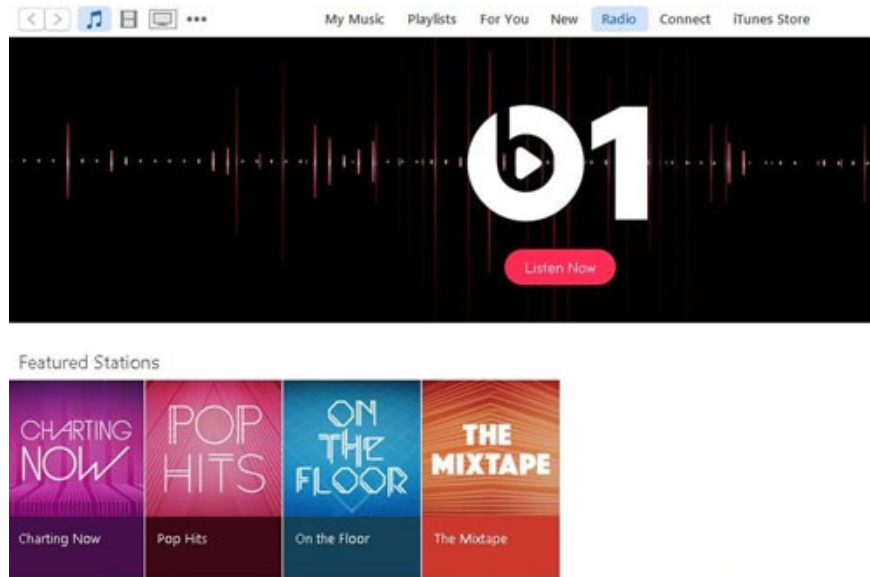 My Music Playlists For You New Radio Connect iTunes Store
b1
Listen Now
Featured Stations
CHARTING NOW
POP HITS
ON THE FLOOR
THE MIXTAPE
Charting Now Pop Hits On the Floor The Mixtape